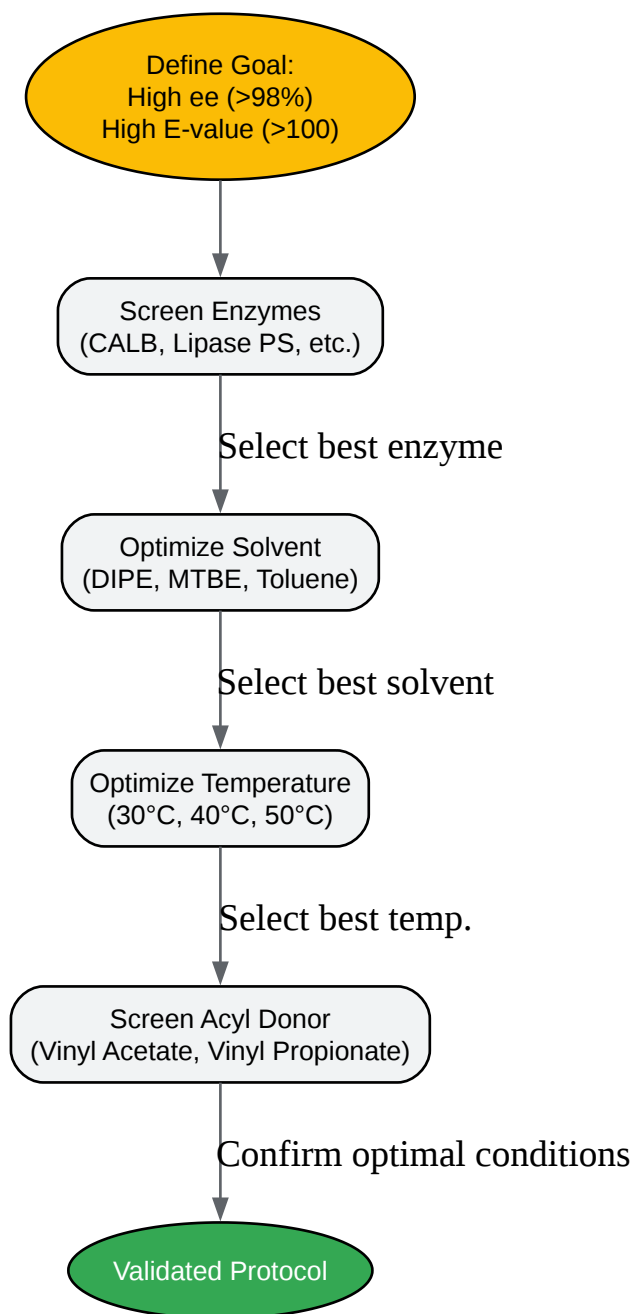 Define Goal:
High ee (>98%)
High E-value (>100)
Screen Enzymes
(CALB, Lipase PS, etc.)
Select best enzyme
Optimize Solvent
(DIPE, MTBE, Toluene)
Select best solvent
Optimize Temperature
(30°C, 40°C, 50°C)
Select best temp.
Screen Acyl Donor
(Vinyl Acetate, Vinyl Propionate)
Confirm optimal conditions
Validated Protocol